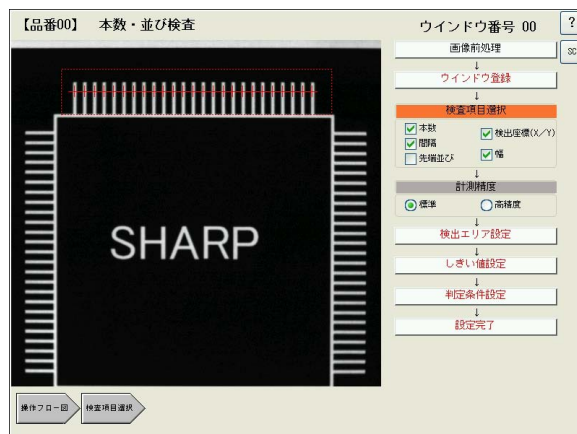 【品番00】 本数・並び検査
ウインドウ番号 00
?
SC
画像前処理
↓
ウインドウ登録
↓
検査項目選択
本数
検出座標(X/Y)
間隔
先端並び
幅
↓
計測精度
標準
高精度
↓
検出エリア設定
↓
しきい値設定
↓
判定条件設定
↓
設定完了
SHARP
操作フロー図
検査項目選択